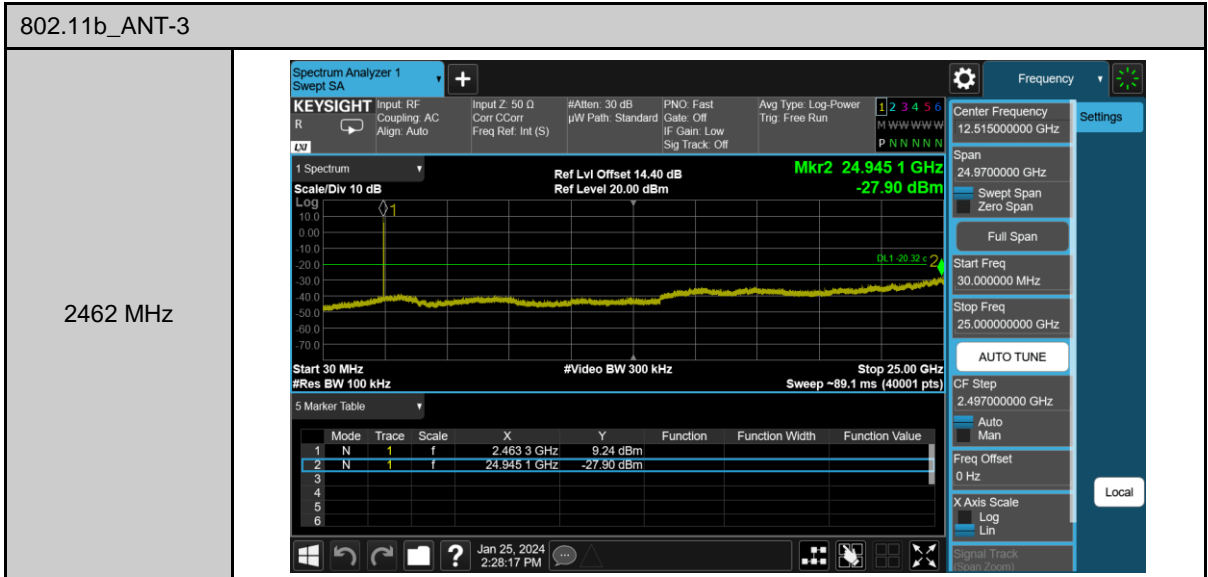 802.11b_ANT-3
2462 MHz
Spectrum Analyzer 1
Swept SA
Frequency
KEYSIGHT
R
LXI
Input: RF
Coupling: AC
Align: Auto
Input Z: 50 Ω
Corr CCorr
Freq Ref: Int (S)
#Atten: 30 dB
µW Path: Standard
PNO: Fast
Gate: Off
IF Gain: Low
Sig Track: Off
Avg Type: Log-Power
Trig: Free Run
1 2 3 4 5 6
M W W W W W
P N N N N N
1 Spectrum
Scale/Div 10 dB
Ref Lvl Offset 14.40 dB
Ref Level 20.00 dBm
Mkr2 24.945 1 GHz
-27.90 dBm
Log
10.0
0.00
-10.0
-20.0
-30.0
-40.0
-50.0
-60.0
-70.0
1
DL1 -20.32 c
2
Start 30 MHz
#Res BW 100 kHz
#Video BW 300 kHz
Stop 25.00 GHz
Sweep ~89.1 ms (40001 pts)
5 Marker Table
Mode Trace Scale X Y Function Function Width Function Value
1 N 1 f 2.463 3 GHz 9.24 dBm
2 N 1 f 24.945 1 GHz -27.90 dBm
3
4
5
6
Jan 25, 2024
2:28:17 PM
Center Frequency
12.515000000 GHz
Span
24.9700000 GHz
Swept Span
Zero Span
Full Span
Start Freq
30.000000 MHz
Stop Freq
25.000000000 GHz
AUTO TUNE
CF Step
2.497000000 GHz
Auto
Man
Freq Offset
0 Hz
X Axis Scale
Log
Lin
Signal Track
(Span Zoom)
Settings
Local